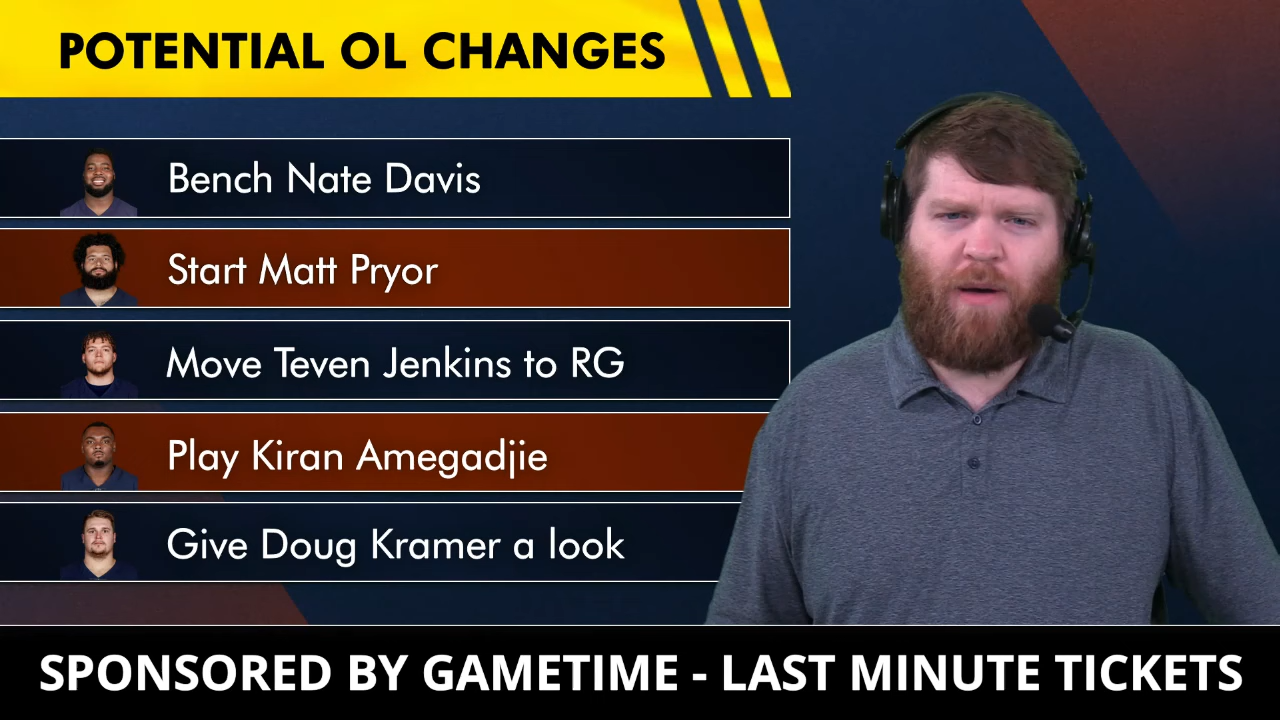 POTENTIAL OL CHANGES
Bench Nate Davis
Start Matt Pryor
Move Teven Jenkins to RG
Play Kiran Amegadjie
Give Doug Kramer a look
SPONSORED BY GAMETIME - LAST MINUTE TICKETS